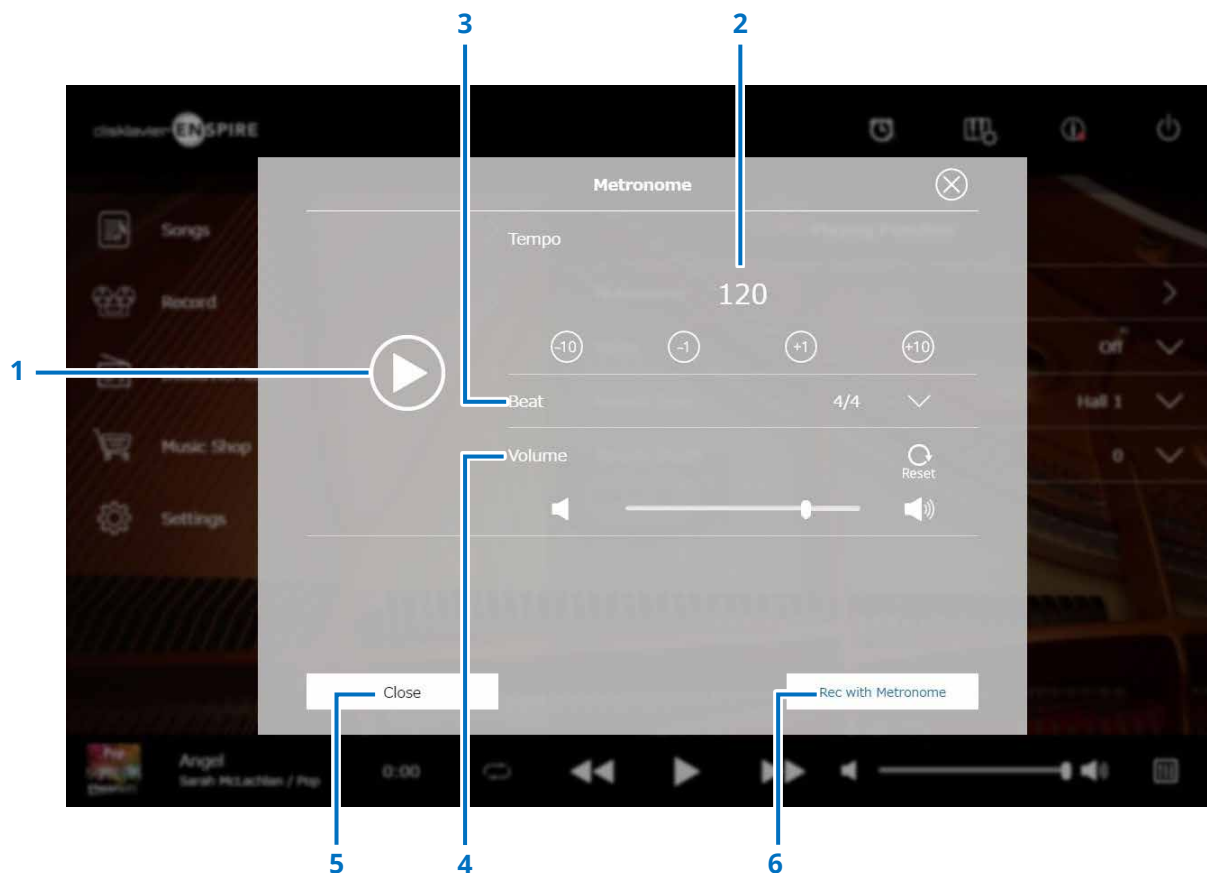 3 2
disklavier ENSPIRE
Metronome
Songs
Tempo
120
Record
-10 -1 +1 +10
Off
1
Beat 4/4
Hall 1
Music Shop
Volume
Reset
0
Settings
Close
Rec with Metronome
Pop
Angel
Sarah McLachlan / Pop
0:00
5 4 6